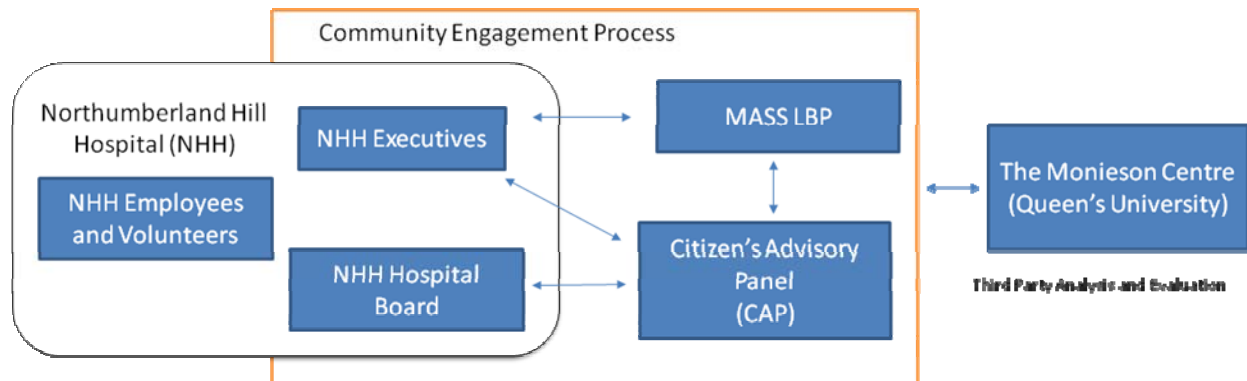 Community Engagement Process
Northumberland Hill
Hospital (NHH)
NHH Executives
MASS LBP
The Monieson Centre
(Queen's University)
NHH Employees
and Volunteers
NHH Hospital
Board
Citizen's Advisory
Panel
(CAP)
Third Party Analysis and Evaluation